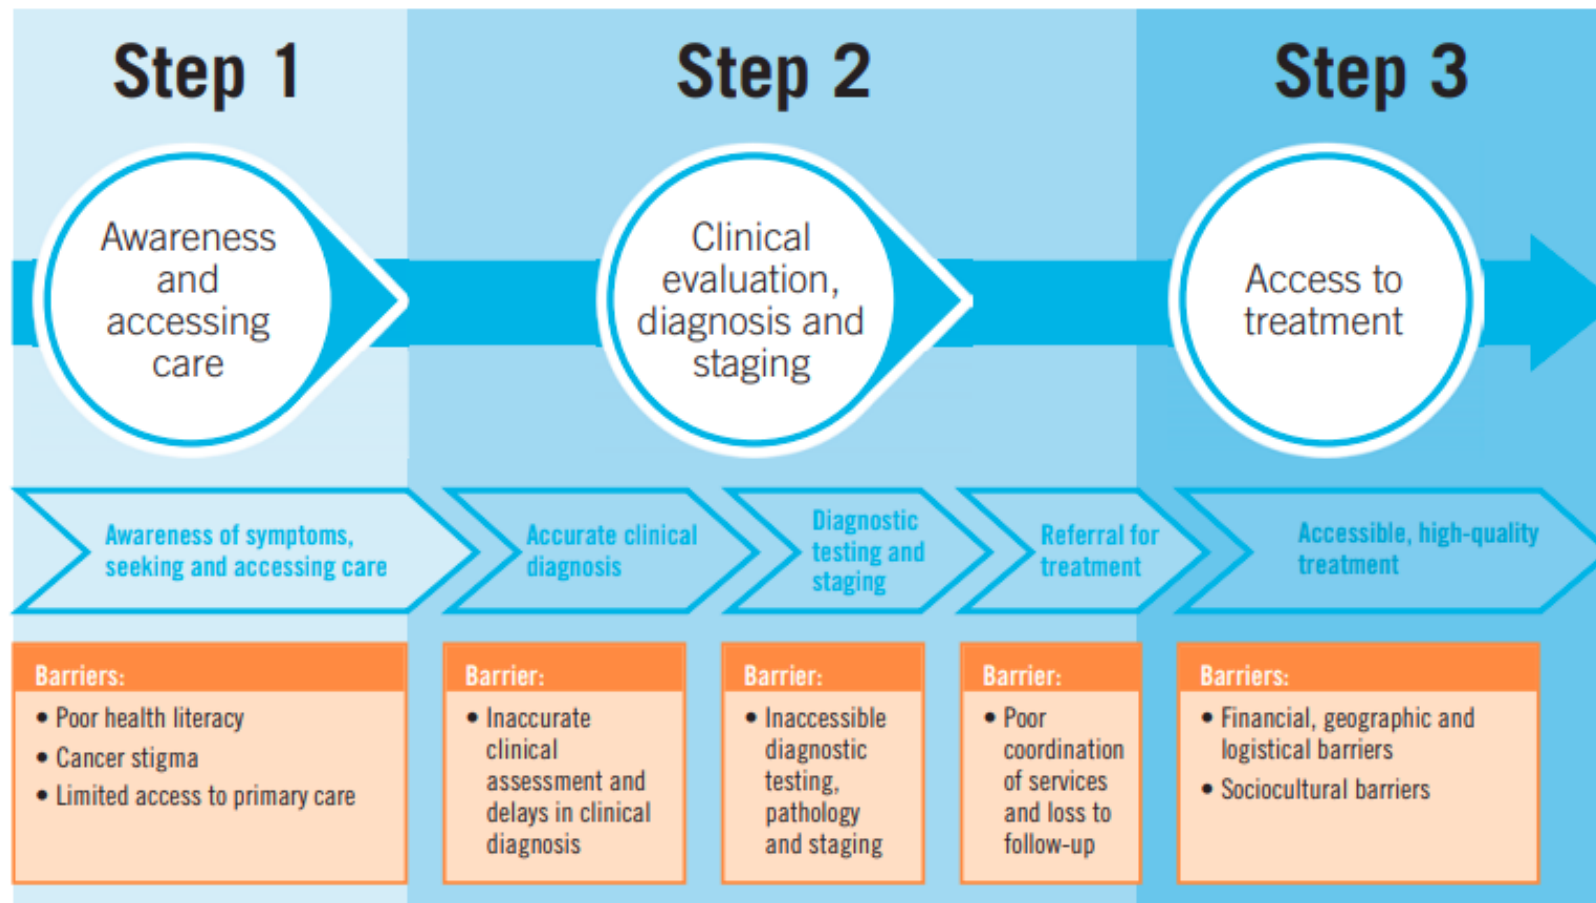 Step 1
Step 2
Step 3
Awareness
and
accessing
care
Clinical
evaluation,
diagnosis and
staging
Access to
treatment
Awareness of symptoms,
seeking and accessing care
Accurate clinical
diagnosis
Diagnostic
testing and
staging
Referral for
treatment
Accessible, high-quality
treatment
Barriers:
• Poor health literacy
• Cancer stigma
• Limited access to primary care
Barrier:
• Inaccurate
clinical
assessment and
delays in clinical
diagnosis
Barrier:
• Inaccessible
diagnostic
testing,
pathology
and staging
Barrier:
• Poor
coordination
of services
and loss to
follow-up
Barriers:
• Financial, geographic and
logistical barriers
• Sociocultural barriers